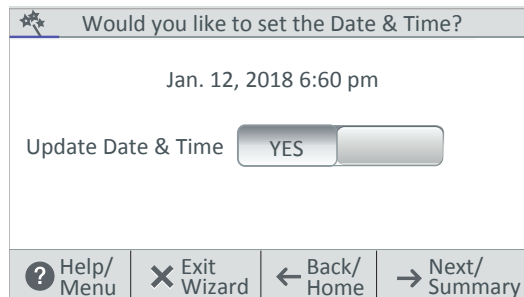 Would you like to set the Date & Time?
Jan. 12, 2018 6:60 pm
Update Date & Time YES
Help/ Exit Back/ Next/
Menu Wizard Home Summary